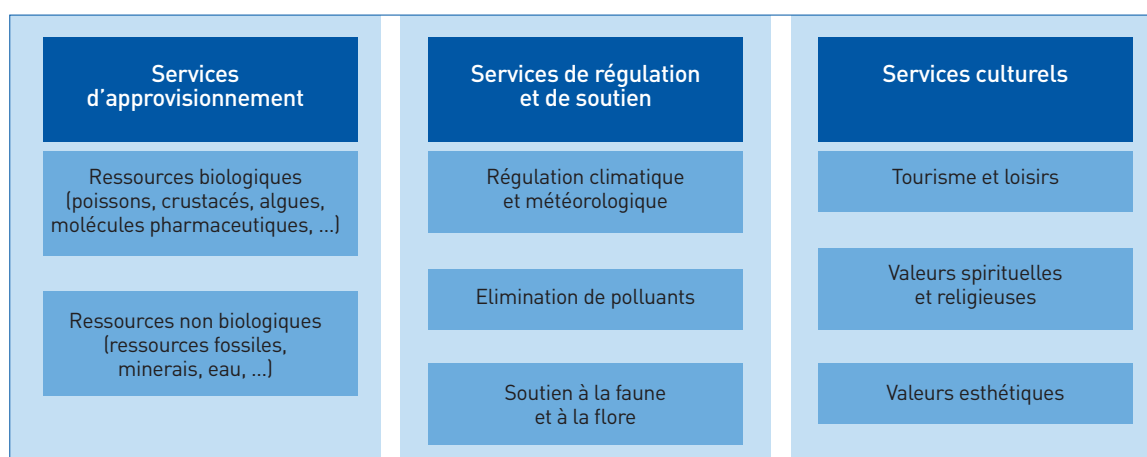 Services
d’approvisionnement
Ressources biologiques
(poissons, crustacés, algues,
molécules pharmaceutiques, ...)
Ressources non biologiques
(ressources fossiles,
minerais, eau, ...)
Services de régulation
et de soutien
Régulation climatique
et météorologique
Elimination de polluants
Soutien à la faune
et à la flore
Services culturels
Tourisme et loisirs
Valeurs spirituelles
et religieuses
Valeurs esthétiques